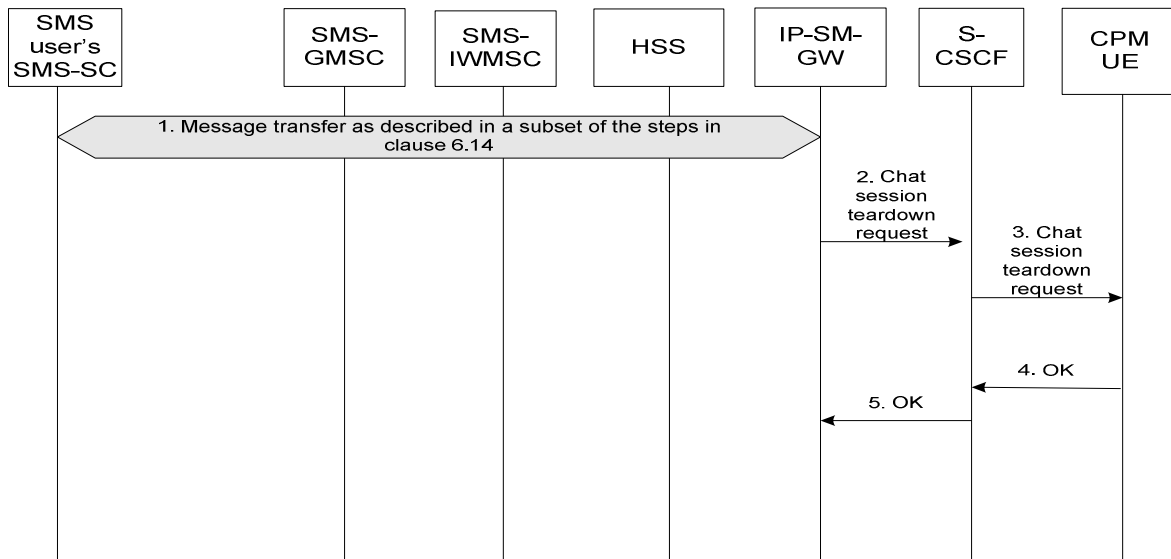 SMS
user's
SMS-SC
SMS-
GMSC
SMS-
IWMSC
HSS
IP-SM-
GW
S-
CSCF
CPM
UE
1. Message transfer as described in a subset of the steps in
clause 6.14
2. Chat
session
teardown
request
3. Chat
session
teardown
request
4. OK
5. OK